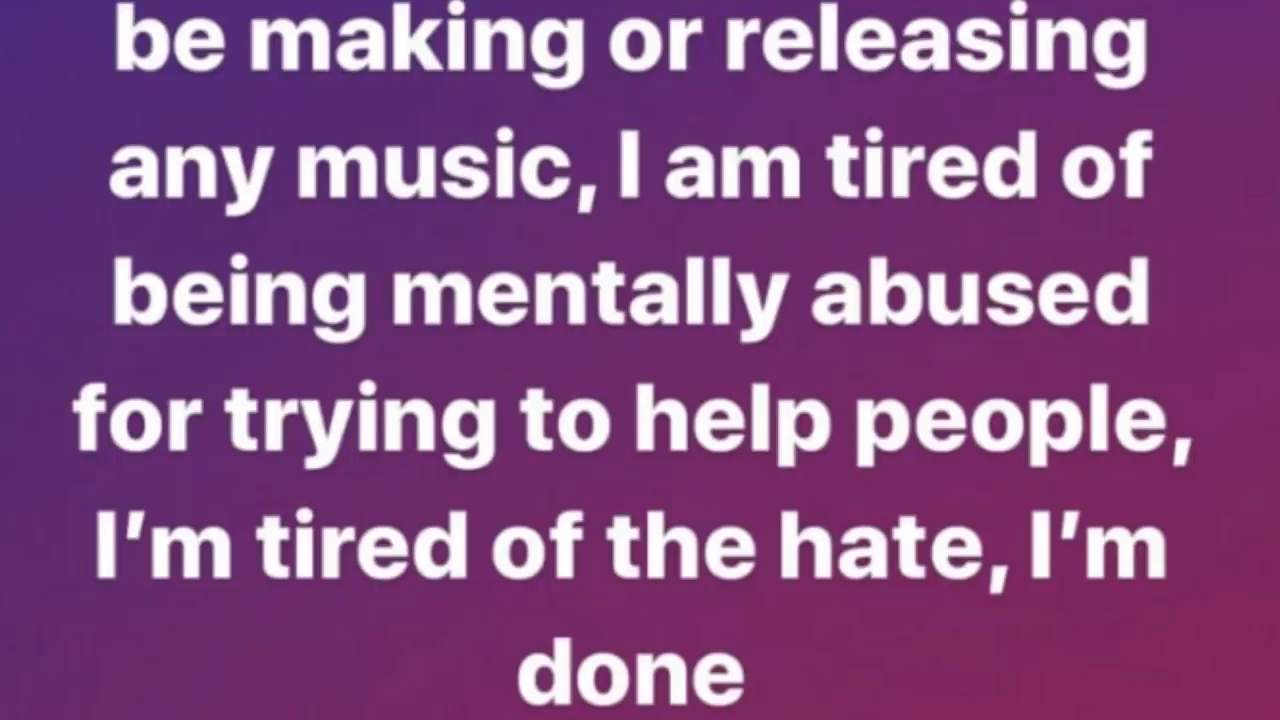 be making or releasing
any music, I am tired of
being mentally abused
for trying to help people,
I’m tired of the hate, I’m
done